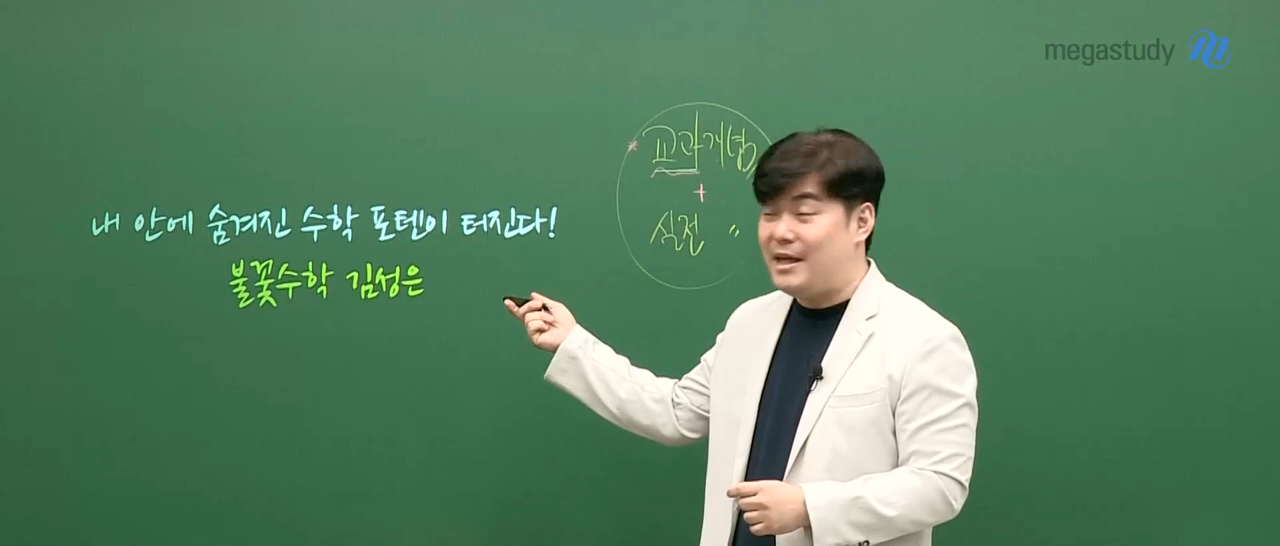 megastudy
내 안에 숨겨진 수학 포텐이 터진다!
불꽃수학 김성은
교과개념
+
실전 〃